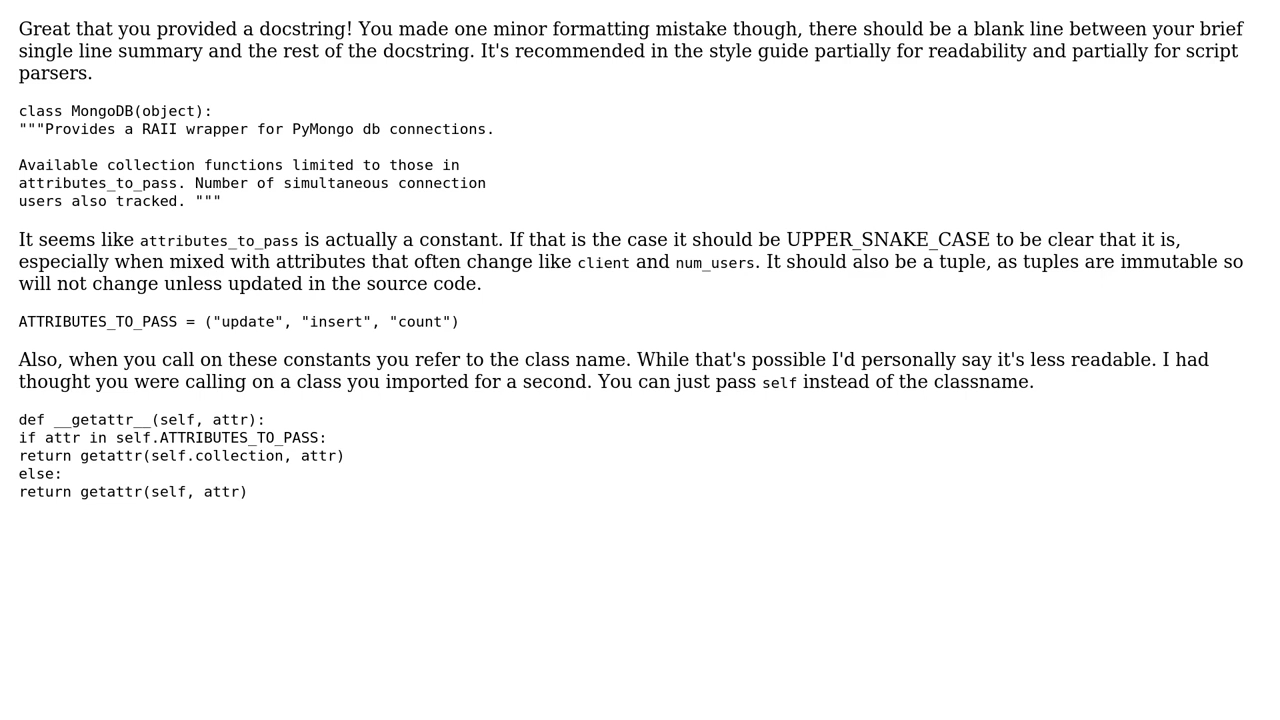 Great that you provided a docstring! You made one minor formatting mistake though, there should be a blank line between your brief
single line summary and the rest of the docstring. It's recommended in the style guide partially for readability and partially for script
parsers.
class MongoDB(object):
"""Provides a RAII wrapper for PyMongo db connections.
Available collection functions limited to those in
attributes_to_pass. Number of simultaneous connection
users also tracked. """
It seems like attributes_to_pass is actually a constant. If that is the case it should be UPPER_SNAKE_CASE to be clear that it is,
especially when mixed with attributes that often change like client and num_users. It should also be a tuple, as tuples are immutable so
will not change unless updated in the source code.
ATTRIBUTES_TO_PASS = ("update", "insert", "count")
Also, when you call on these constants you refer to the class name. While that's possible I'd personally say it's less readable. I had
thought you were calling on a class you imported for a second. You can just pass self instead of the classname.
def __getattr__(self, attr):
if attr in self.ATTRIBUTES_TO_PASS:
return getattr(self.collection, attr)
else:
return getattr(self, attr)